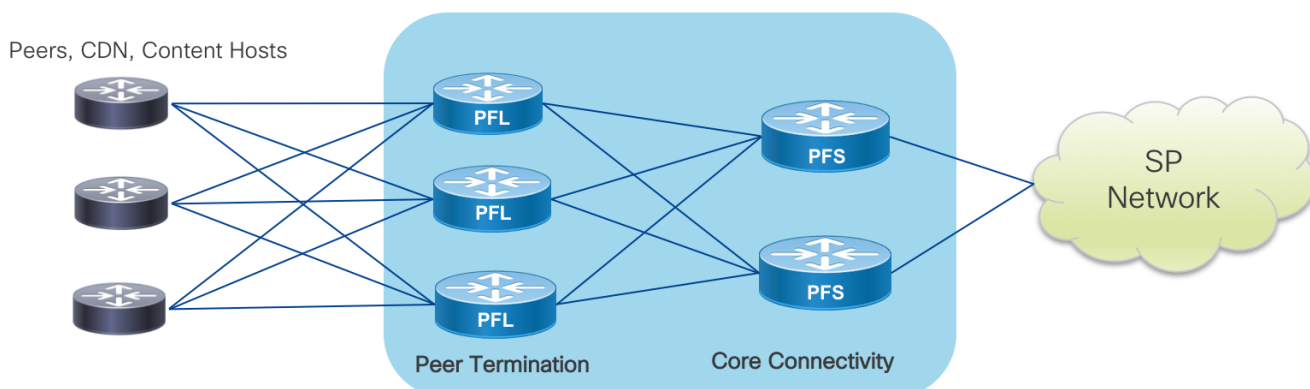 Peers, CDN, Content Hosts
PFL
PFL
PFL
Peer Termination
PFS
PFS
Core Connectivity
SP
Network